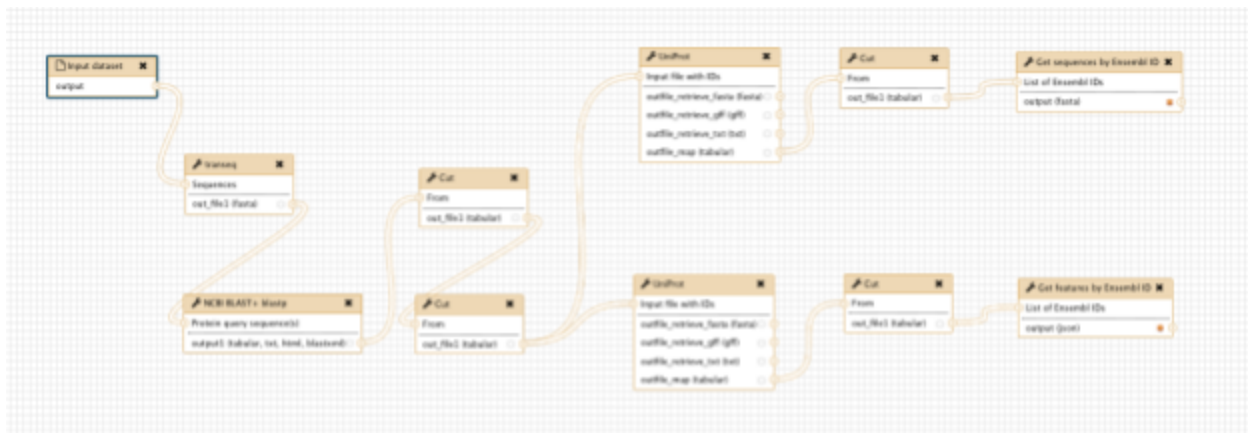 Input dataset
output
transeq
Sequences
out_file1 (fasta)
NCBI BLAST+ blastp
Protein query sequence(s)
output1 (tabular, txt, html, blastxml)
Cut
From
out_file1 (tabular)
Cut
From
out_file1 (tabular)
UniProt
Input file with IDs
outfile_retrieve_fasta (fasta)
outfile_retrieve_gff (gff)
outfile_retrieve_txt (txt)
outfile_map (tabular)
Cut
From
out_file1 (tabular)
Get sequences by Ensembl ID
List of Ensembl IDs
output (fasta)
UniProt
Input file with IDs
outfile_retrieve_fasta (fasta)
outfile_retrieve_gff (gff)
outfile_retrieve_txt (txt)
outfile_map (tabular)
Cut
From
out_file1 (tabular)
Get features by Ensembl ID
List of Ensembl IDs
output (json)